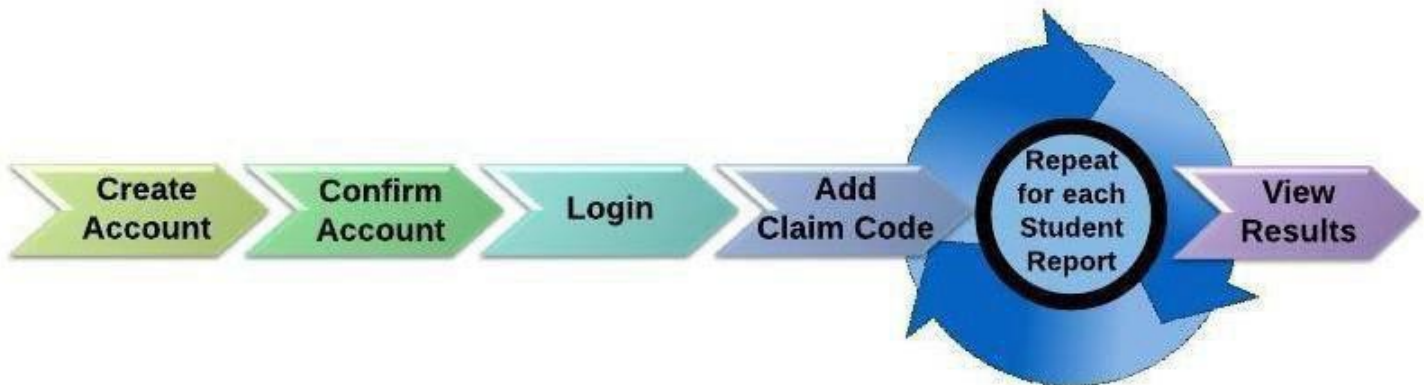 Create
Account
Confirm
Account
Login
Add
Claim Code
Repeat
for each
Student
Report
View
Results